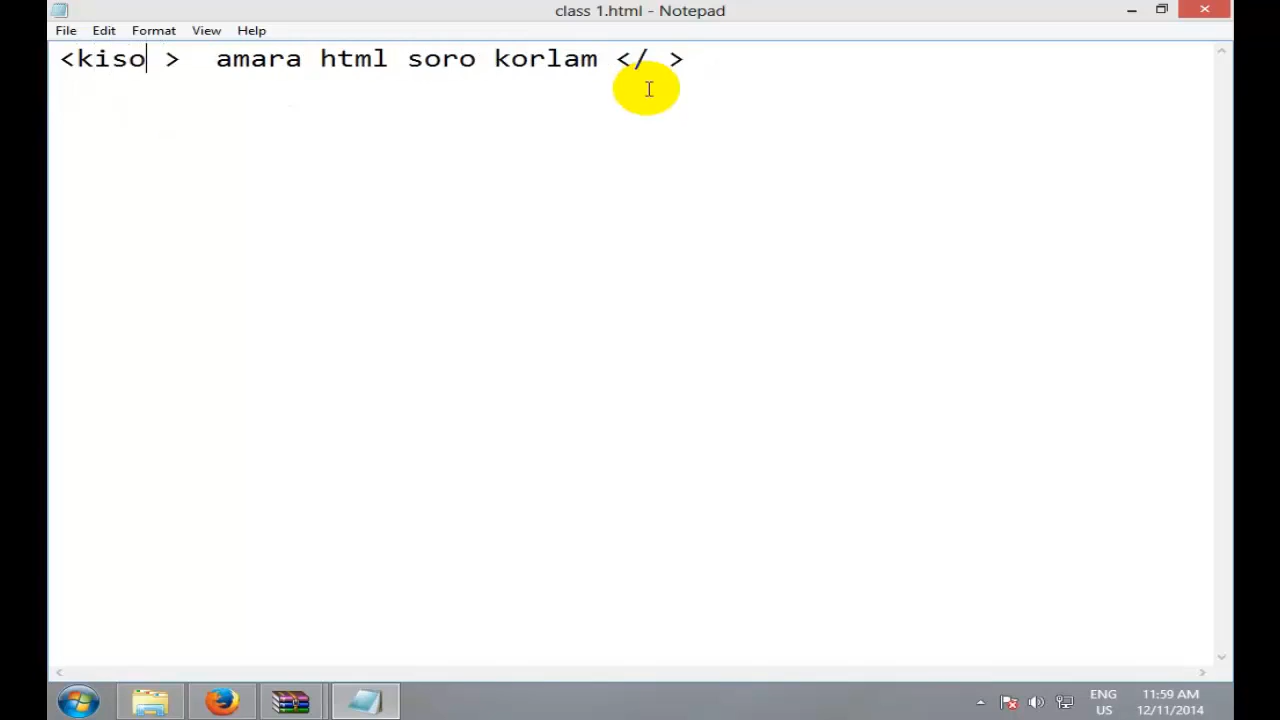 class 1.html - Notepad
File Edit Format View Help
<kiso > amara html soro korlam </ >
ENG 11:59 AM
US 12/11/2014